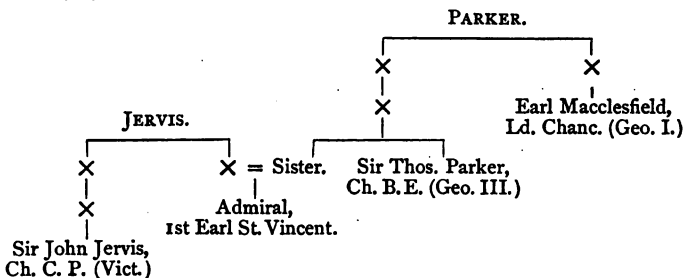 PARKER.
×
×
×
Earl Macclesfield,
Ld. Chanc. (Geo. I.)
JERVIS.
×
× = Sister.
Sir Thos. Parker,
Ch. B. E. (Geo. III.)
×
Admiral,
1st Earl St. Vincent.
Sir John Jervis,
Ch. C. P. (Vict.)